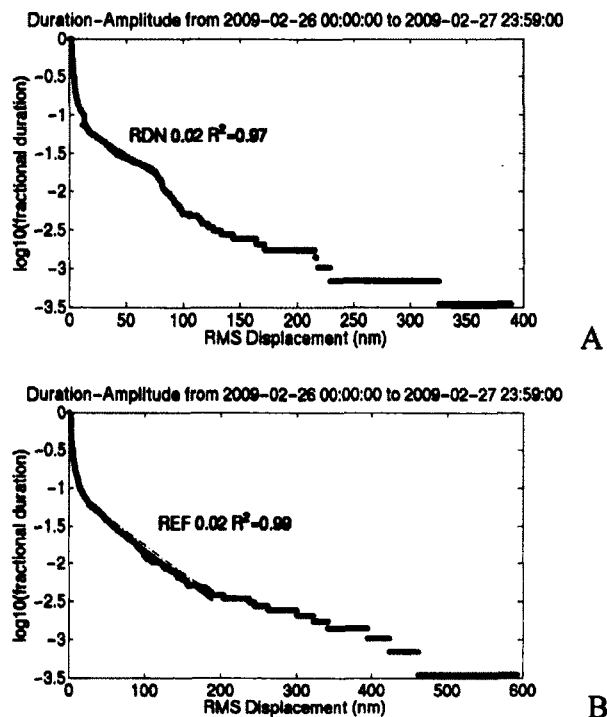 Duration-Amplitude from 2009-02-26 00:00:00 to 2009-02-27 23:59:00
0
-0.5
-1
-1.5
-2
-2.5
-3
-3.5
log10(fractional duration)
RDN 0.02 R²=0.97
0 50 100 150 200 250 300 350 400
RMS Displacement (nm)
A
Duration-Amplitude from 2009-02-26 00:00:00 to 2009-02-27 23:59:00
0
-0.5
-1
-1.5
-2
-2.5
-3
-3.5
log10(fractional duration)
REF 0.02 R²=0.99
0 100 200 300 400 500 600
RMS Displacement (nm)
B